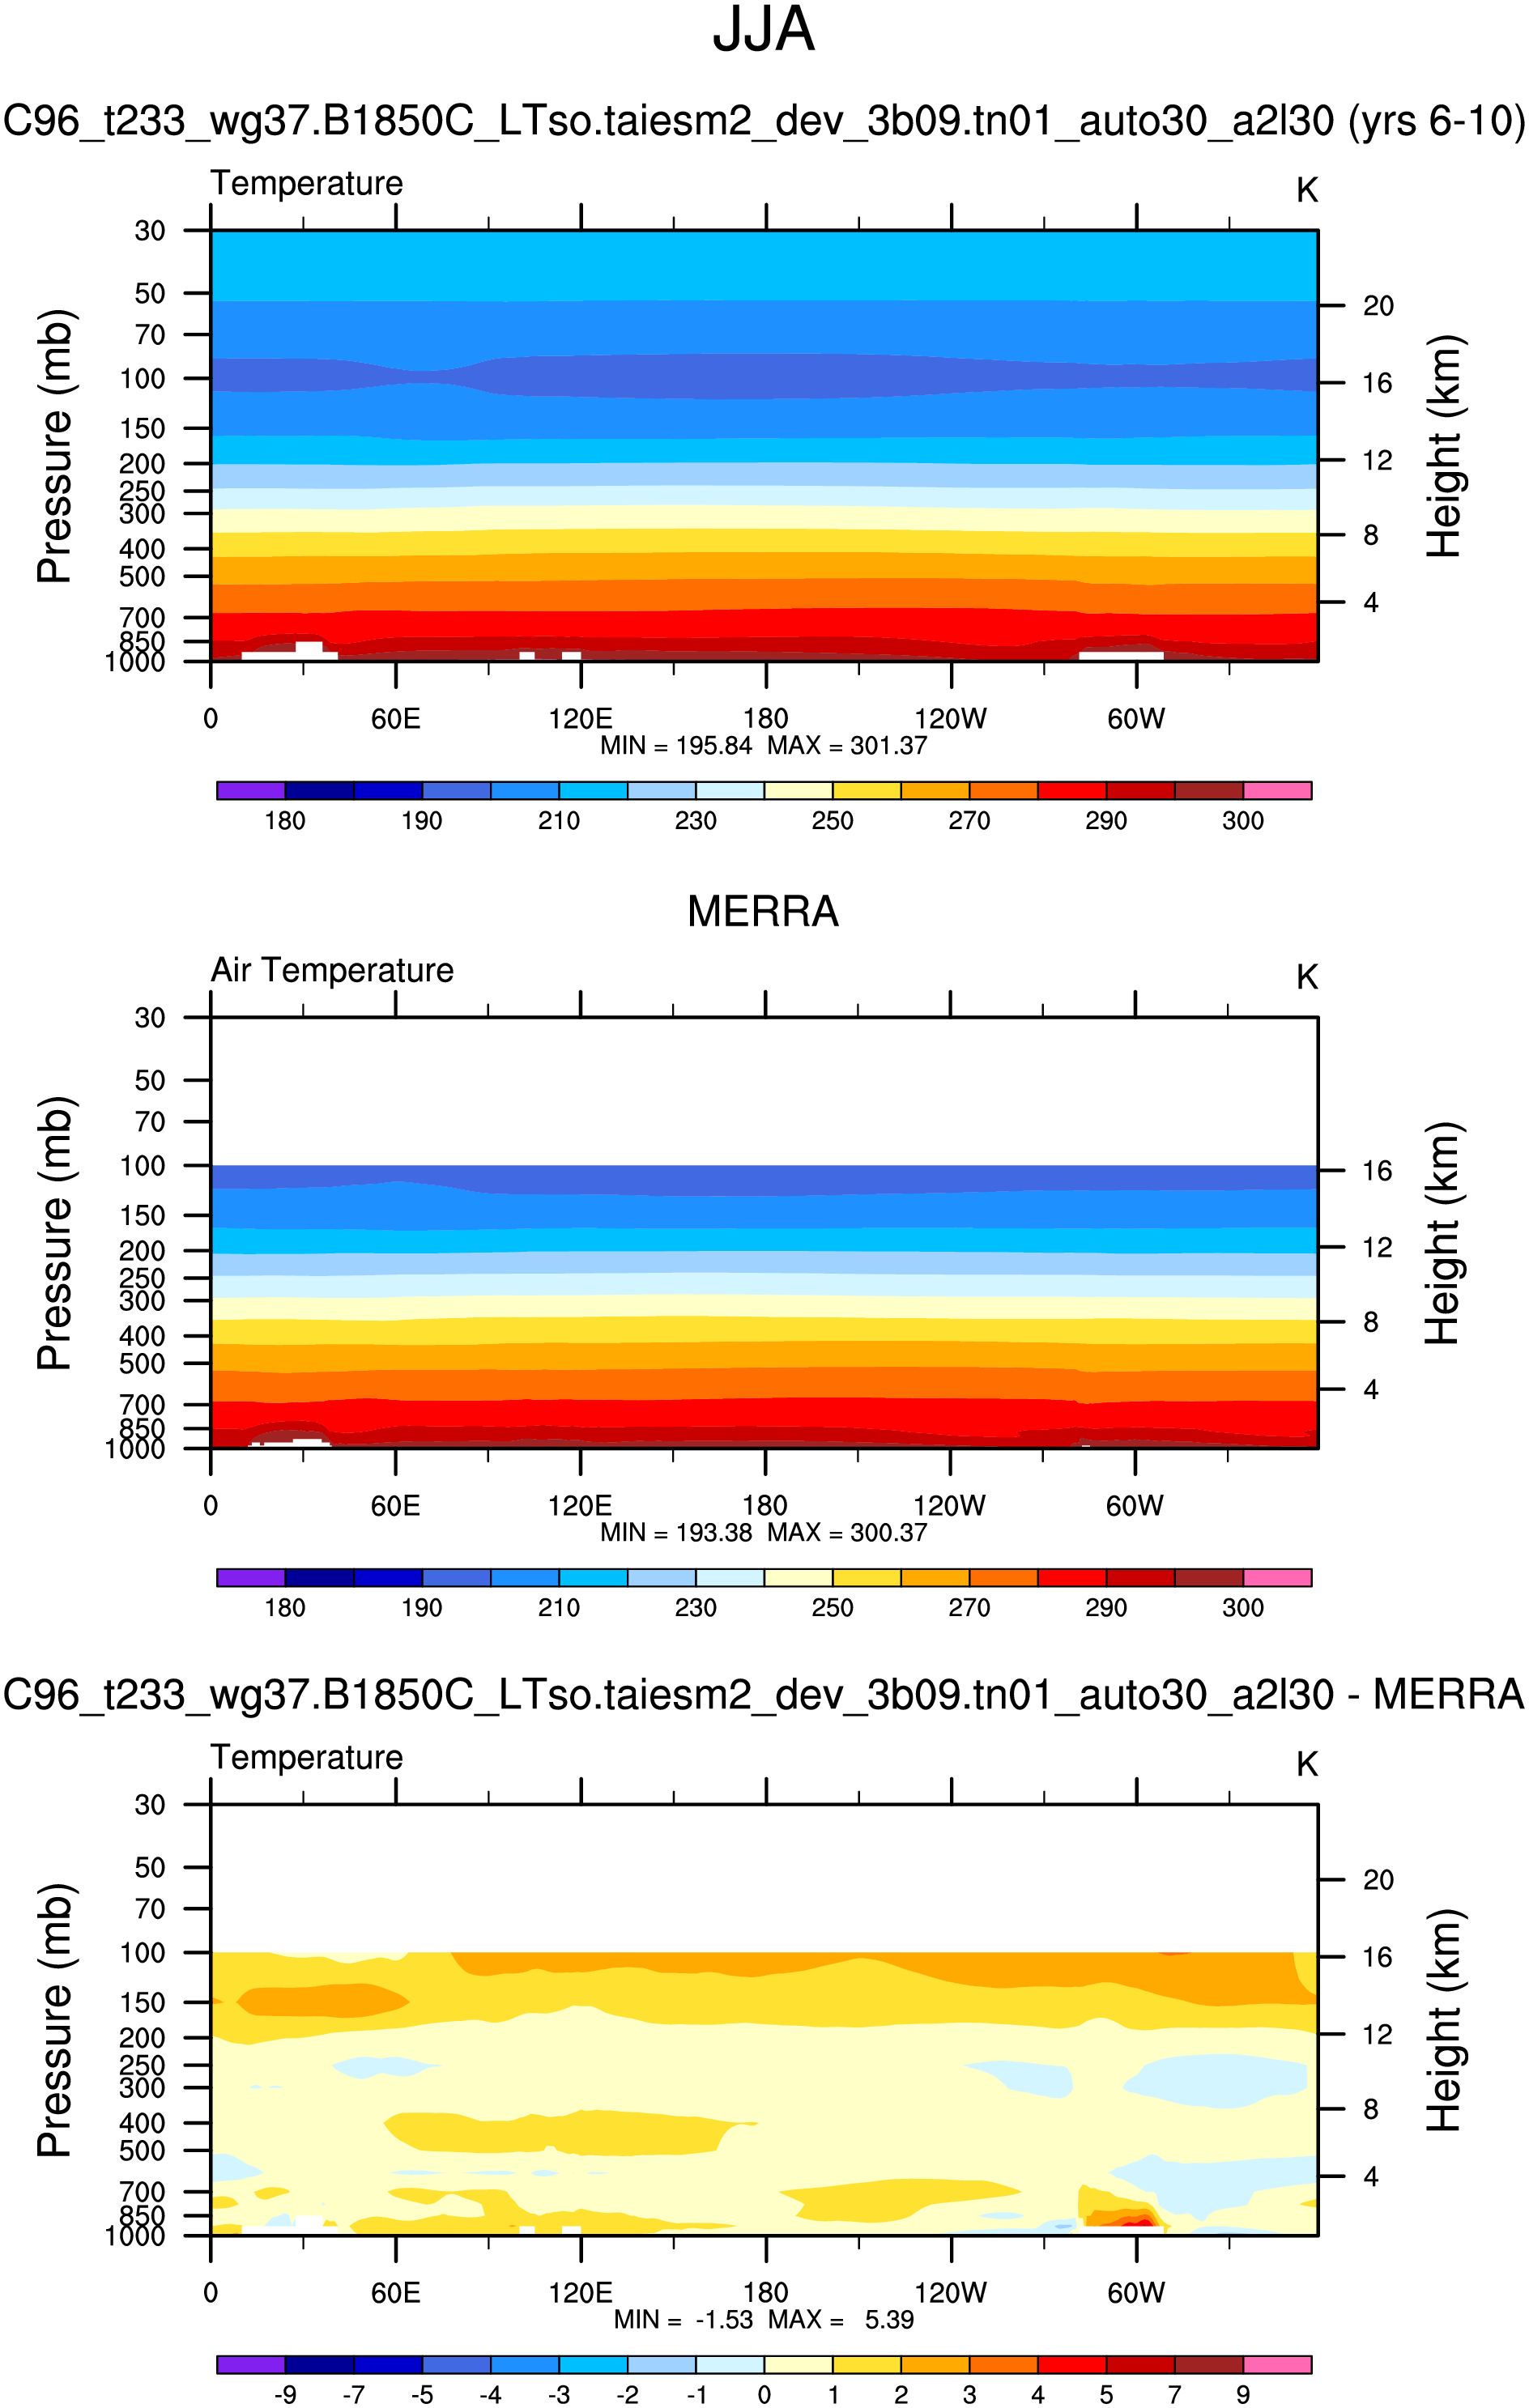 JJA
C96_t233_wg37.B1850C_LTso.taiesm2_dev_3b09.tn01_auto30_a2l30 (yrs 6-10)
Temperature K
Pressure (mb)
30
50
70
100
150
200
250
300
400
500
700
850
1000
20
16
12
8
4
Height (km)
0 60E 120E 180 120W 60W
MIN = 195.84 MAX = 301.37
180 190 210 230 250 270 290 300
MERRA
Air Temperature K
Pressure (mb)
30
50
70
100
150
200
250
300
400
500
700
850
1000
16
12
8
4
Height (km)
0 60E 120E 180 120W 60W
MIN = 193.38 MAX = 300.37
180 190 210 230 250 270 290 300
C96_t233_wg37.B1850C_LTso.taiesm2_dev_3b09.tn01_auto30_a2l30 - MERRA
Temperature K
Pressure (mb)
30
50
70
100
150
200
250
300
400
500
700
850
1000
20
16
12
8
4
Height (km)
0 60E 120E 180 120W 60W
MIN = -1.53 MAX = 5.39
-9 -7 -5 -4 -3 -2 -1 0 1 2 3 4 5 7 9